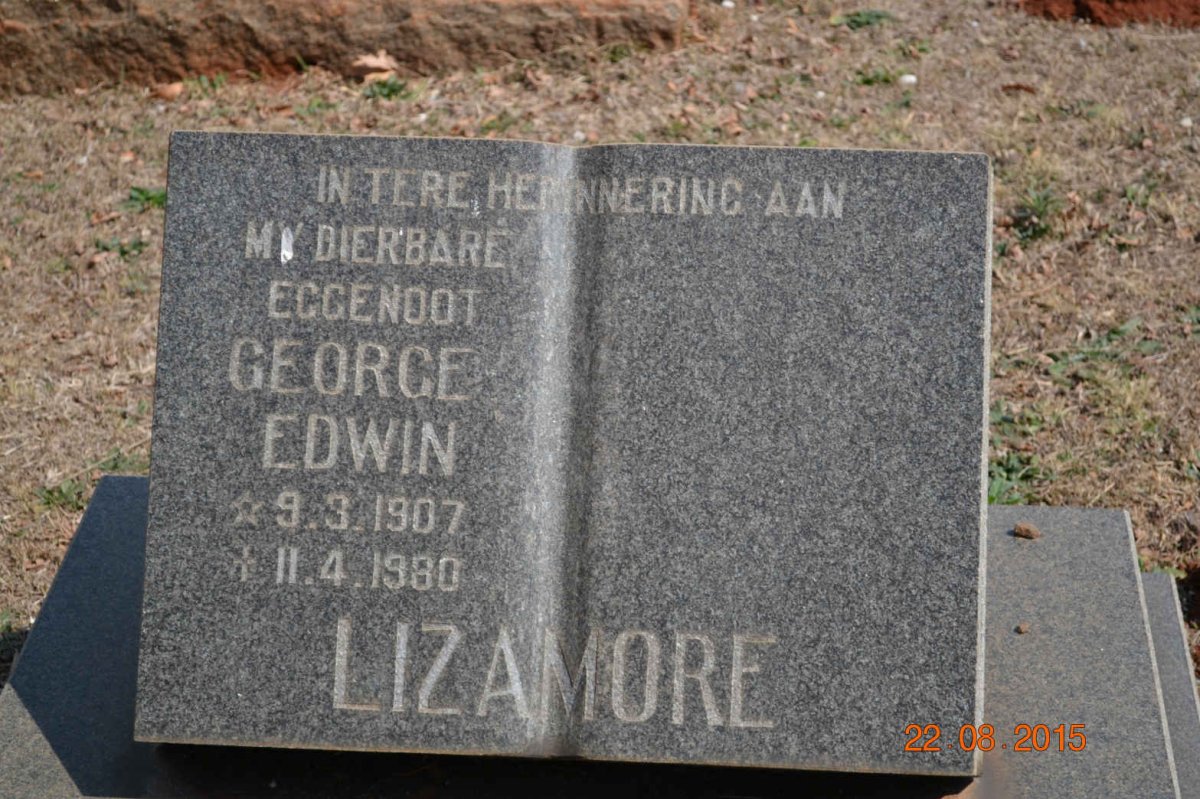 IN TERE HERINNERING AAN
MY DIERBARE
EGGENOOT
GEORGE
EDWIN
☆ 9.3.1907
† 11.4.1980
LIZAMORE
22.08.2015